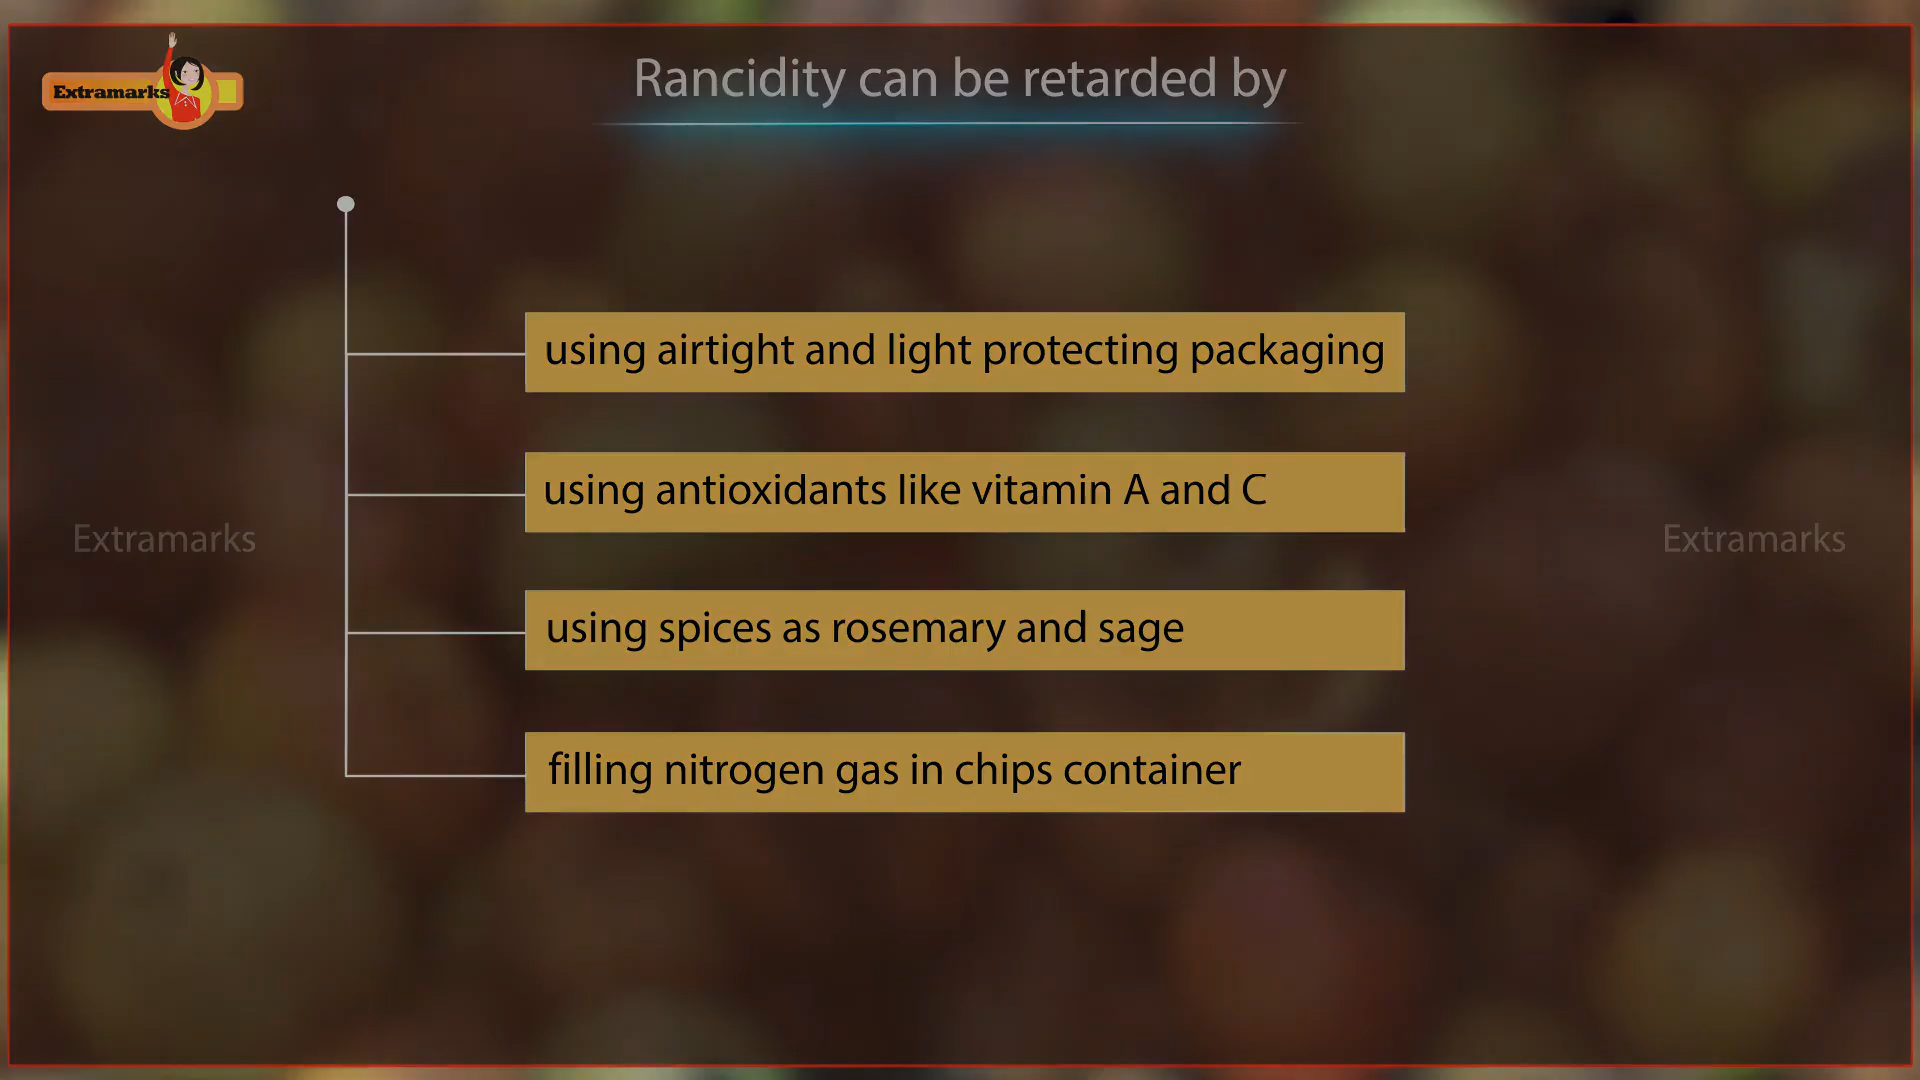 Extramarks
Rancidity can be retarded by
using airtight and light protecting packaging
using antioxidants like vitamin A and C
Extramarks
Extramarks
using spices as rosemary and sage
filling nitrogen gas in chips container